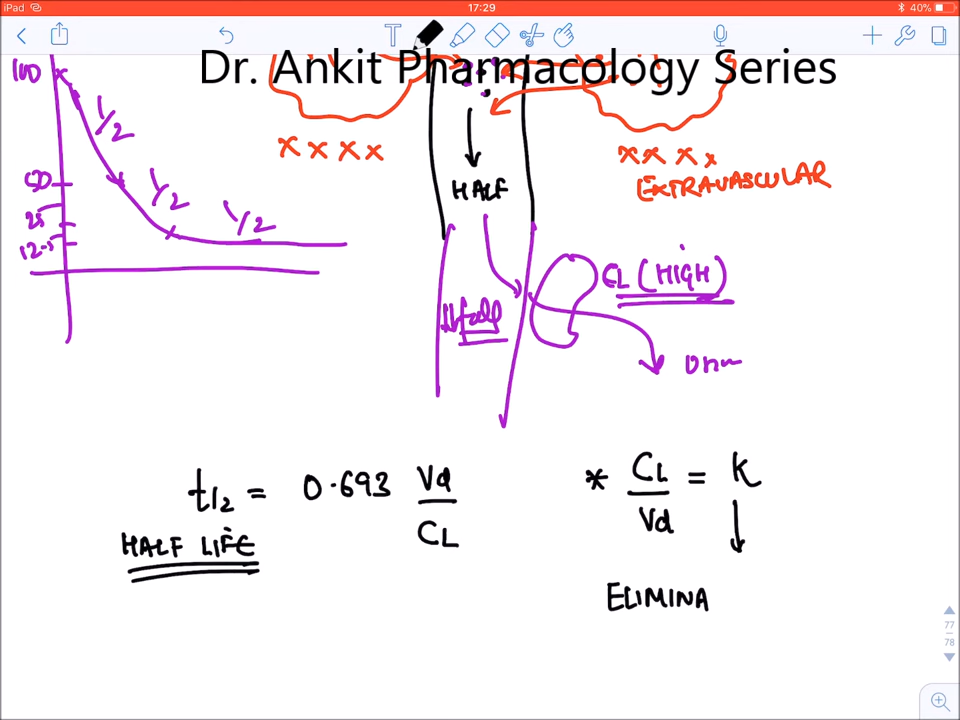 iPad 17:29 40%
T
Dr. Ankit Pharmacology Series
100
1/2
50
1/2
25
1/2
12.5
xxxx
xxxx
EXTRAVASCULAR
HALF
CL (HIGH)
t1/2 = 0.693 Vd/CL
HALF LIFE
* CL/Vd = K
ELIMINA
77
78